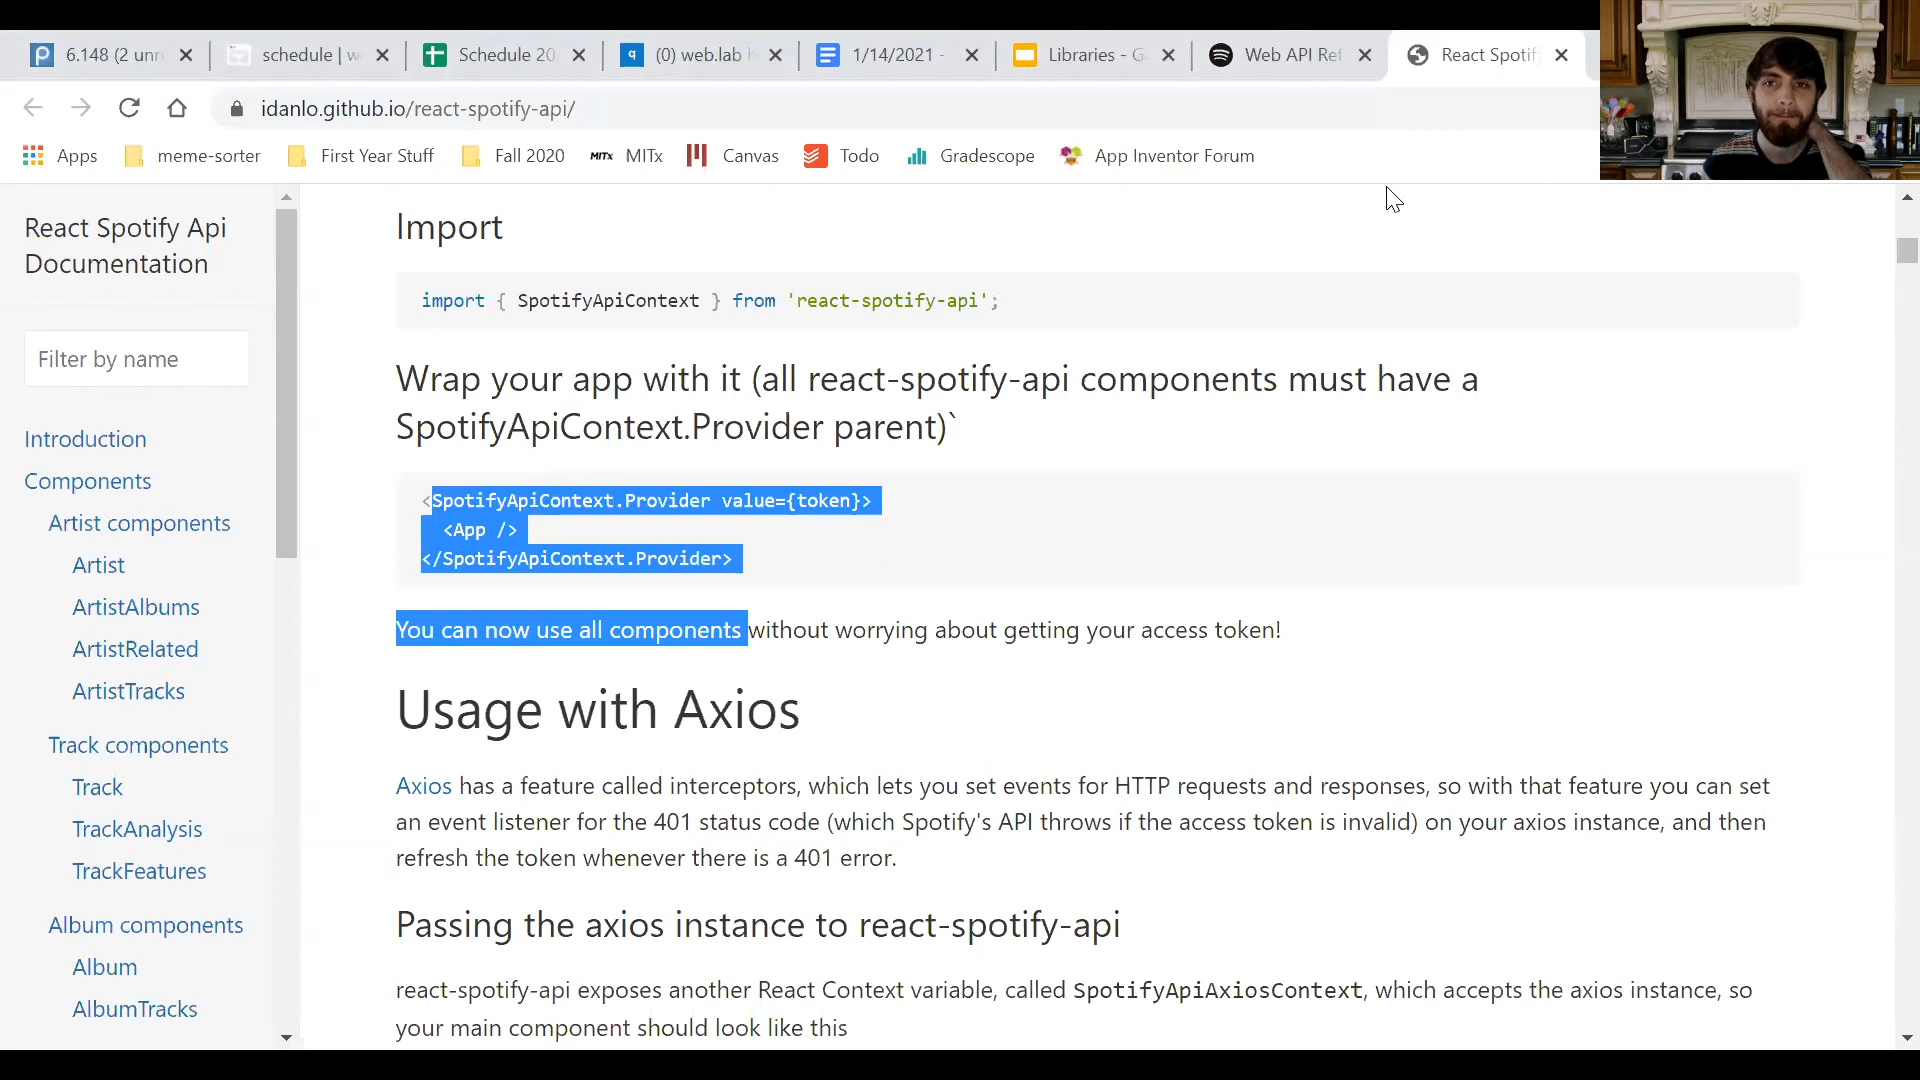 6.148 (2 unr
schedule | w
Schedule 20
q
(0) web.lab h
1/14/2021 -
Libraries - G
Web API Ref
React Spotif
idanlo.github.io/react-spotify-api/
Apps
meme-sorter
First Year Stuff
Fall 2020
MITx
MITx
Canvas
Todo
Gradescope
App Inventor Forum
React Spotify Api
Documentation
Filter by name
Introduction
Components
Artist components
Artist
ArtistAlbums
ArtistRelated
ArtistTracks
Track components
Track
TrackAnalysis
TrackFeatures
Album components
Album
AlbumTracks
Import
import { SpotifyApiContext } from 'react-spotify-api';
Wrap your app with it (all react-spotify-api components must have a
SpotifyApiContext.Provider parent)`
<SpotifyApiContext.Provider value={token}>
<App />
</SpotifyApiContext.Provider>
You can now use all components without worrying about getting your access token!
Usage with Axios
Axios has a feature called interceptors, which lets you set events for HTTP requests and responses, so with that feature you can set
an event listener for the 401 status code (which Spotify's API throws if the access token is invalid) on your axios instance, and then
refresh the token whenever there is a 401 error.
Passing the axios instance to react-spotify-api
react-spotify-api exposes another React Context variable, called SpotifyApiAxiosContext, which accepts the axios instance, so
your main component should look like this